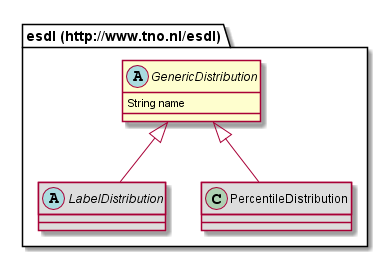 esdl (http://www.tno.nl/esdl)
A GenericDistribution
String name
A LabelDistribution
C PercentileDistribution